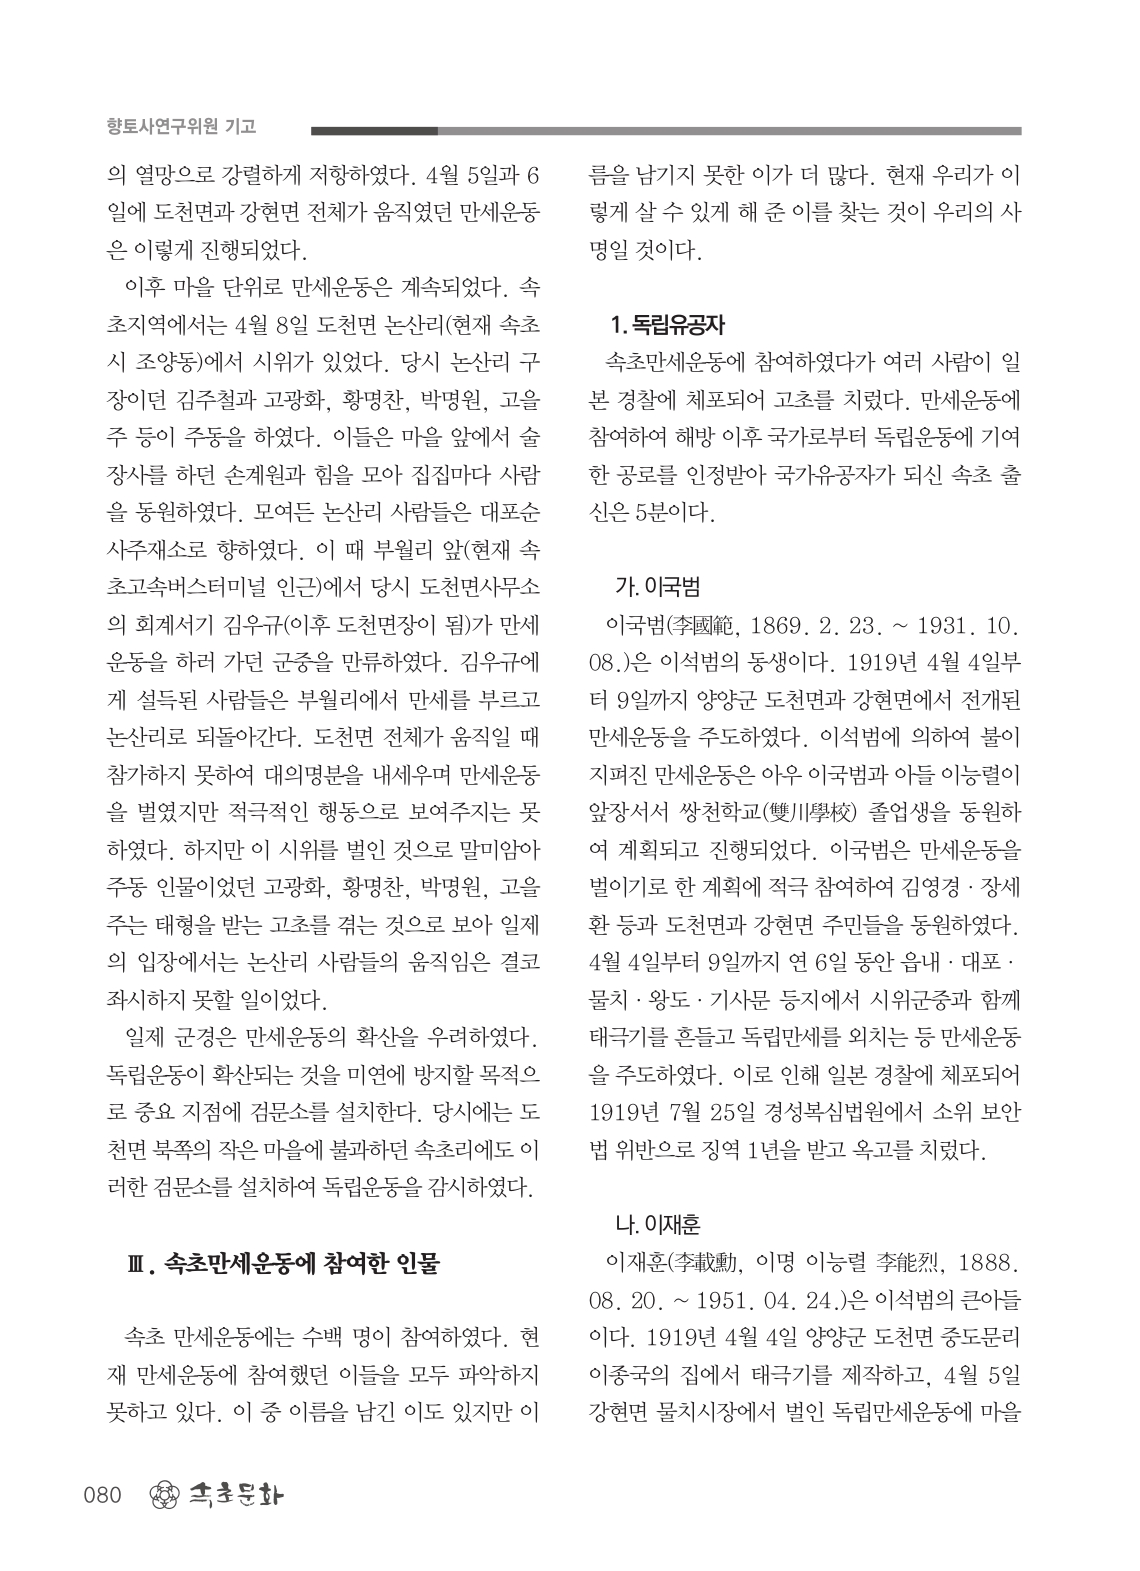 향토사연구위원 기고
의 열망으로 강렬하게 저항하였다. 4월 5일과 6
일에 도천면과 강현면 전체가 움직였던 만세운동
은 이렇게 진행되었다.
이후 마을 단위로 만세운동은 계속되었다. 속
초지역에서는 4월 8일 도천면 논산리(현재 속초
시 조양동)에서 시위가 있었다. 당시 논산리 구
장이던 김주철과 고광화, 황명찬, 박명원, 고을
주 등이 주동을 하였다. 이들은 마을 앞에서 술
장사를 하던 손계원과 힘을 모아 집집마다 사람
을 동원하였다. 모여든 논산리 사람들은 대포순
사주재소로 향하였다. 이 때 부월리 앞(현재 속
초고속버스터미널 인근)에서 당시 도천면사무소
의 회계서기 김우규(이후 도천면장이 됨)가 만세
운동을 하러 가던 군중을 만류하였다. 김우규에
게 설득된 사람들은 부월리에서 만세를 부르고
논산리로 되돌아간다. 도천면 전체가 움직일 때
참가하지 못하여 대의명분을 내세우며 만세운동
을 벌였지만 적극적인 행동으로 보여주지는 못
하였다. 하지만 이 시위를 벌인 것으로 말미암아
주동 인물이었던 고광화, 황명찬, 박명원, 고을
주는 태형을 받는 고초를 겪는 것으로 보아 일제
의 입장에서는 논산리 사람들의 움직임은 결코
좌시하지 못할 일이었다.
일제 군경은 만세운동의 확산을 우려하였다.
독립운동이 확산되는 것을 미연에 방지할 목적으
로 중요 지점에 검문소를 설치한다. 당시에는 도
천면 북쪽의 작은 마을에 불과하던 속초리에도 이
러한 검문소를 설치하여 독립운동을 감시하였다.
Ⅲ. 속초만세운동에 참여한 인물
속초 만세운동에는 수백 명이 참여하였다. 현
재 만세운동에 참여했던 이들을 모두 파악하지
못하고 있다. 이 중 이름을 남긴 이도 있지만 이
름을 남기지 못한 이가 더 많다. 현재 우리가 이
렇게 살 수 있게 해 준 이를 찾는 것이 우리의 사
명일 것이다.
1. 독립유공자
속초만세운동에 참여하였다가 여러 사람이 일
본 경찰에 체포되어 고초를 치렀다. 만세운동에
참여하여 해방 이후 국가로부터 독립운동에 기여
한 공로를 인정받아 국가유공자가 되신 속초 출
신은 5분이다.
가. 이국범
이국범(李國範, 1869. 2. 23. ~ 1931. 10.
08.)은 이석범의 동생이다. 1919년 4월 4일부
터 9일까지 양양군 도천면과 강현면에서 전개된
만세운동을 주도하였다. 이석범에 의하여 불이
지펴진 만세운동은 아우 이국범과 아들 이능렬이
앞장서서 쌍천학교(雙川學校) 졸업생을 동원하
여 계획되고 진행되었다. 이국범은 만세운동을
벌이기로 한 계획에 적극 참여하여 김영경·장세
환 등과 도천면과 강현면 주민들을 동원하였다.
4월 4일부터 9일까지 연 6일 동안 읍내·대포·
물치·왕도·기사문 등지에서 시위군중과 함께
태극기를 흔들고 독립만세를 외치는 등 만세운동
을 주도하였다. 이로 인해 일본 경찰에 체포되어
1919년 7월 25일 경성복심법원에서 소위 보안
법 위반으로 징역 1년을 받고 옥고를 치렀다.
나. 이재훈
이재훈(李載勳, 이명 이능렬 李能烈, 1888.
08. 20. ~ 1951. 04. 24.)은 이석범의 큰아들
이다. 1919년 4월 4일 양양군 도천면 중도문리
이종국의 집에서 태극기를 제작하고, 4월 5일
강현면 물치시장에서 벌인 독립만세운동에 마을
080 속초문화